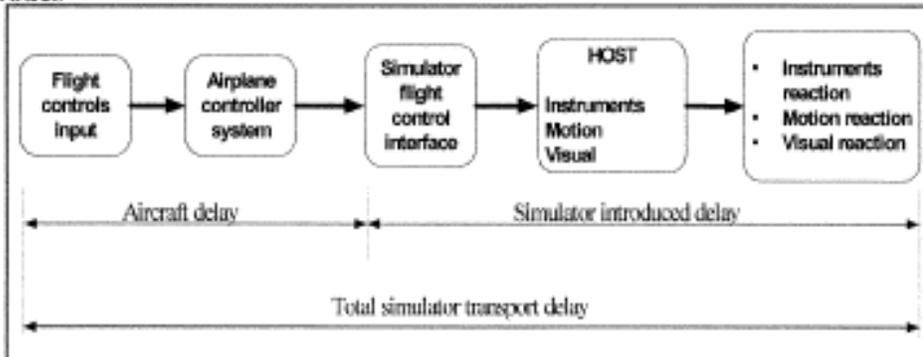 Flight
controls
input
Airplane
controller
system
Simulator
flight
control
interface
HOST
Instruments
Motion
Visual
• Instruments
reaction
• Motion reaction
• Visual reaction
Aircraft delay
Simulator introduced delay
Total simulator transport delay